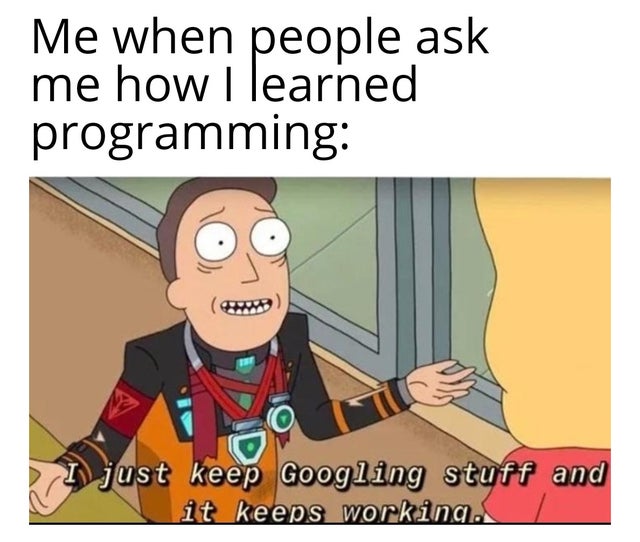 Me when people ask
me how I learned
programming:
I just keep Googling stuff and
it keeps working.